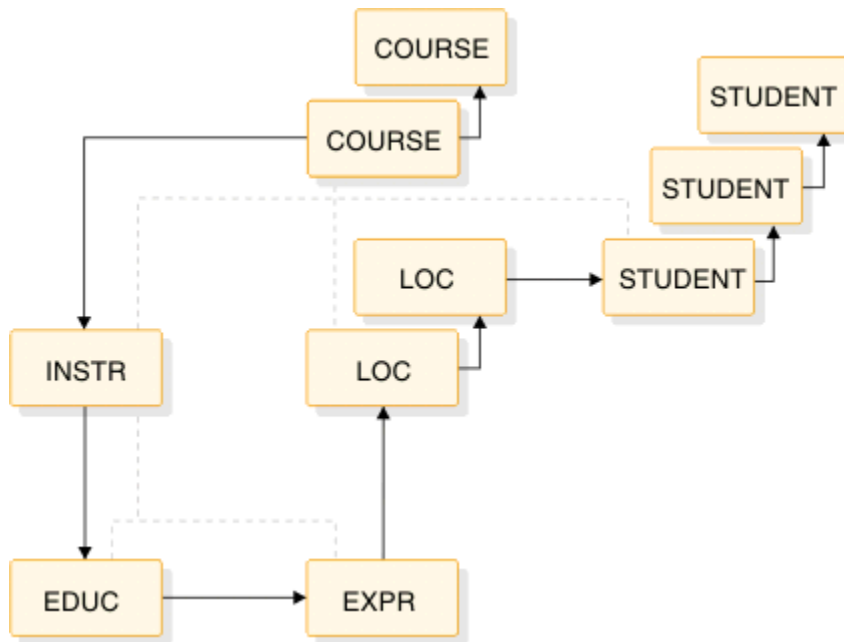 COURSE
STUDENT
COURSE
STUDENT
LOC
STUDENT
INSTR
LOC
EDUC
EXPR